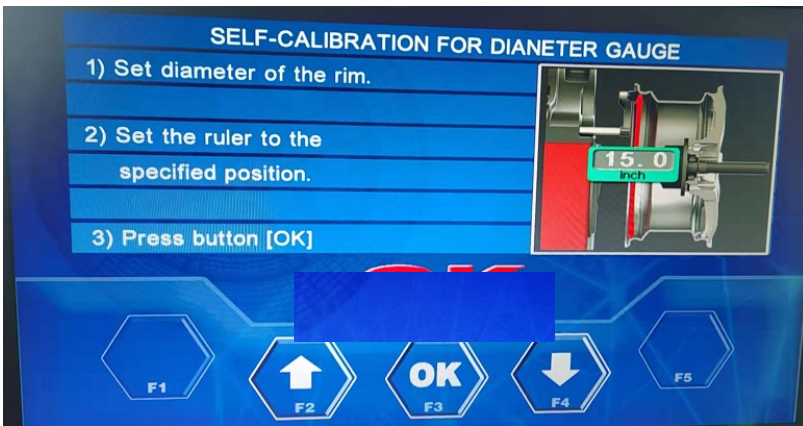 SELF-CALIBRATION FOR DIANETER GAUGE
1) Set diameter of the rim.
2) Set the ruler to the
specified position.
3) Press button [OK]
15.0
inch
F1
F2
OK
F3
F4
F5